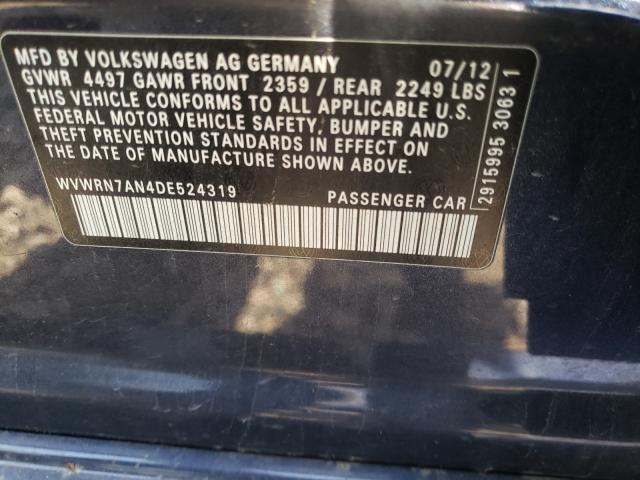 MFD BY VOLKSWAGEN AG GERMANY 07/12
GVWR 4497 GAWR FRONT 2359 / REAR 2249 LBS
THIS VEHICLE CONFORMS TO ALL APPLICABLE U.S.
FEDERAL MOTOR VEHICLE SAFETY, BUMPER AND
THEFT PREVENTION STANDARDS IN EFFECT ON
THE DATE OF MANUFACTURE SHOWN ABOVE.
WVWRN7AN4DE524319 PASSENGER CAR
2915995 3063 1